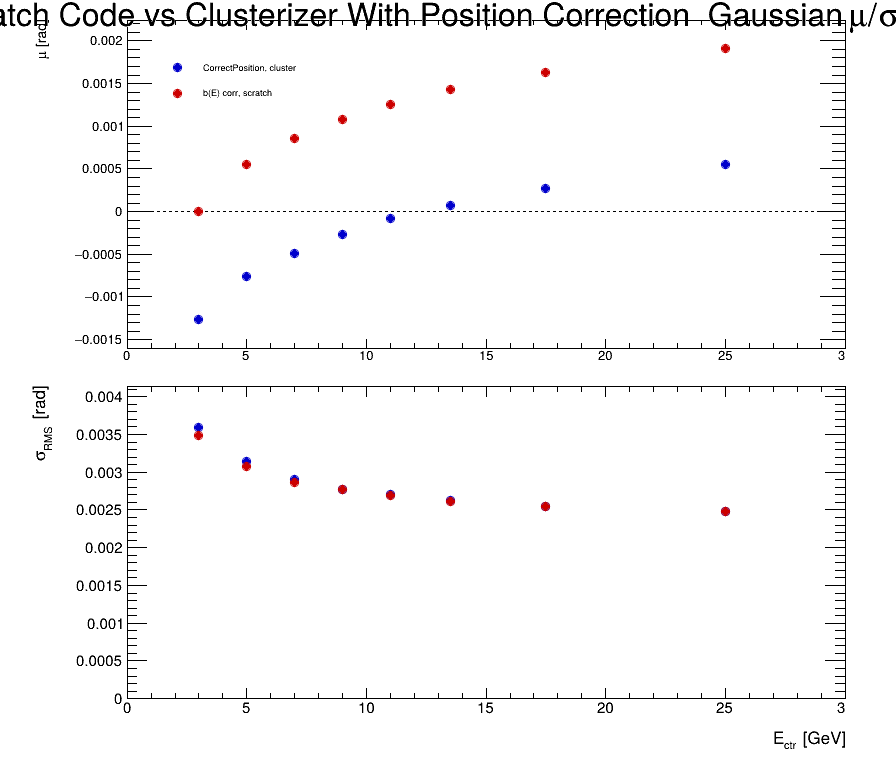 atch Code vs Clusterizer With Position Correction Gaussian μ/σ
μ [rad]
0.002
0.0015
0.001
0.0005
0
−0.0005
−0.001
−0.0015
CorrectPosition, cluster
b(E) corr, scratch
0 5 10 15 20 25 3
σRMS [rad]
0.004
0.0035
0.003
0.0025
0.002
0.0015
0.001
0.0005
0
0 5 10 15 20 25 3
Ectr [GeV]